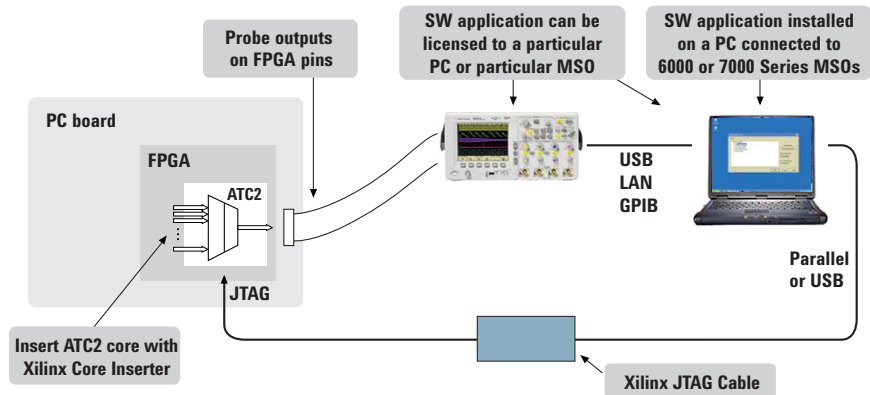 Probe outputs
on FPGA pins
SW application can be
licensed to a particular
PC or particular MSO
SW application installed
on a PC connected to
6000 or 7000 Series MSOs
PC board
FPGA
ATC2
USB
LAN
GPIB
Parallel
or USB
JTAG
Insert ATC2 core with
Xilinx Core Inserter
Xilinx JTAG Cable